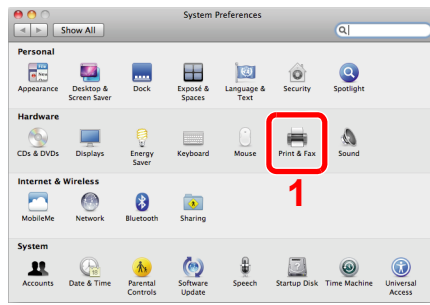 System Preferences
Show All
Personal
Appearance
Desktop &
Screen Saver
Dock
Exposé &
Spaces
Language &
Text
Security
Spotlight
Hardware
CDs & DVDs
Displays
Energy
Saver
Keyboard
Mouse
Print & Fax
Sound
1
Internet & Wireless
MobileMe
Network
Bluetooth
Sharing
System
Accounts
Date & Time
Parental
Controls
Software
Update
Speech
Startup Disk
Time Machine
Universal
Access